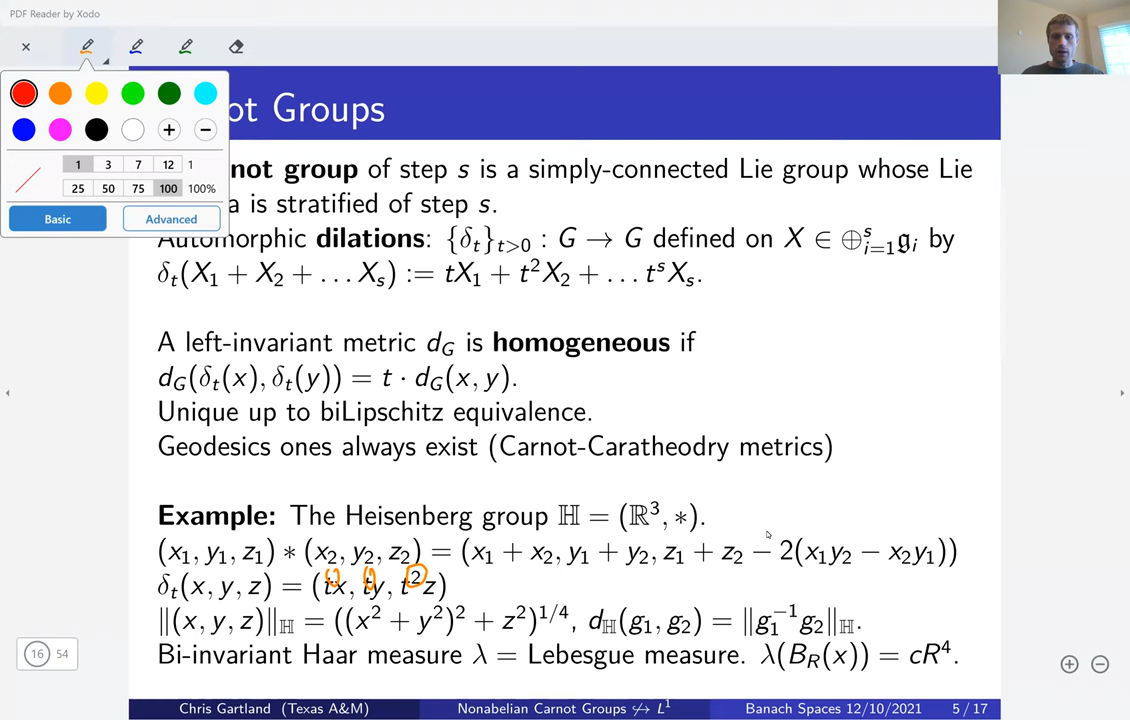 PDF Reader by Xodo
1 3 7 12 1
25 50 75 100 100%
Basic Advanced
ot Groups
not group of step s is a simply-connected Lie group whose Lie
a is stratified of step s.
Automorphic dilations: {δ_t}_{t>0} : G → G defined on X ∈ ⊕^s_{i=1} 𝔤_i by
δ_t(X_1 + X_2 + … X_s) := tX_1 + t^2X_2 + … t^sX_s.
A left-invariant metric d_G is homogeneous if
d_G(δ_t(x), δ_t(y)) = t · d_G(x, y).
Unique up to biLipschitz equivalence.
Geodesics ones always exist (Carnot-Caratheodry metrics)
Example: The Heisenberg group ℍ = (ℝ^3, ∗).
(x_1, y_1, z_1) ∗ (x_2, y_2, z_2) = (x_1 + x_2, y_1 + y_2, z_1 + z_2 − 2(x_1y_2 − x_2y_1))
δ_t(x, y, z) = (tx, ty, t^2z)
‖(x, y, z)‖_ℍ = ((x^2 + y^2)^2 + z^2)^{1/4}, d_ℍ(g_1, g_2) = ‖g_1^{−1}g_2‖_ℍ.
Bi-invariant Haar measure λ = Lebesgue measure. λ(B_R(x)) = cR^4.
16 54
Chris Gartland (Texas A&M) Nonabelian Carnot Groups ↪̸ L^1 Banach Spaces 12/10/2021 5 / 17